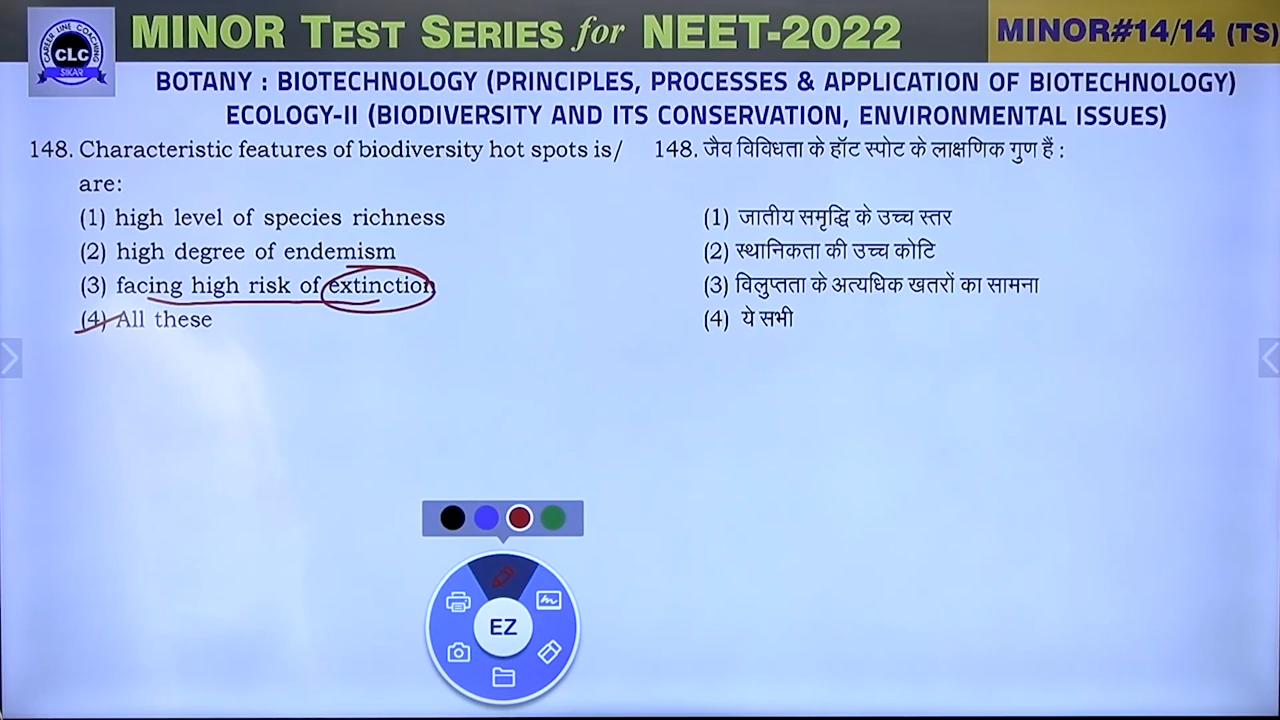 CAREER LINE COACHING
CLC
SIKAR
MINOR TEST SERIES for NEET-2022
MINOR#14/14 (TS)
BOTANY : BIOTECHNOLOGY (PRINCIPLES, PROCESSES & APPLICATION OF BIOTECHNOLOGY)
ECOLOGY-II (BIODIVERSITY AND ITS CONSERVATION, ENVIRONMENTAL ISSUES)
148. Characteristic features of biodiversity hot spots is/
are:
(1) high level of species richness
(2) high degree of endemism
(3) facing high risk of extinction
(4) All these
148. जैव विविधता के हॉट स्पोट के लाक्षणिक गुण हैं :
(1) जातीय समृद्धि के उच्च स्तर
(2) स्थानिकता की उच्च कोटि
(3) विलुप्तता के अत्यधिक खतरों का सामना
(4) ये सभी
EZ